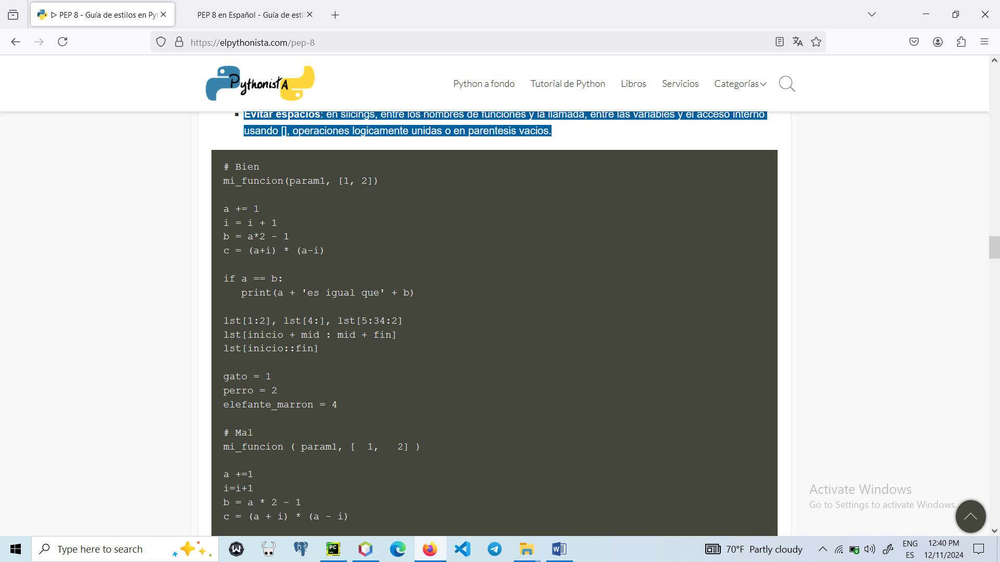 ▷ PEP 8 - Guía de estilos en Pyt
PEP 8 en Español - Guía de esti
https://elpythonista.com/pep-8
PythonistA
Python a fondo
Tutorial de Python
Libros
Servicios
Categorías
Evitar espacios: en slicings, entre los nombres de funciones y la llamada, entre las variables y el acceso interno
usando [], operaciones logicamente unidas o en parentesis vacios.
# Bien
mi_funcion(param1, [1, 2])
a += 1
i = i + 1
b = a*2 - 1
c = (a+i) * (a-i)
if a == b:
   print(a + 'es igual que' + b)
lst[1:2], lst[4:], lst[5:34:2]
lst[inicio + mid : mid + fin]
lst[inicio::fin]
gato = 1
perro = 2
elefante_marron = 4
# Mal
mi_funcion ( param1, [  1,   2] )
a +=1
i=i+1
b = a * 2 - 1
c = (a + i) * (a - i)
Activate Windows
Go to Settings to activate Windows.
Type here to search
PC
70°F Partly cloudy
ENG
ES
12:40 PM
12/11/2024